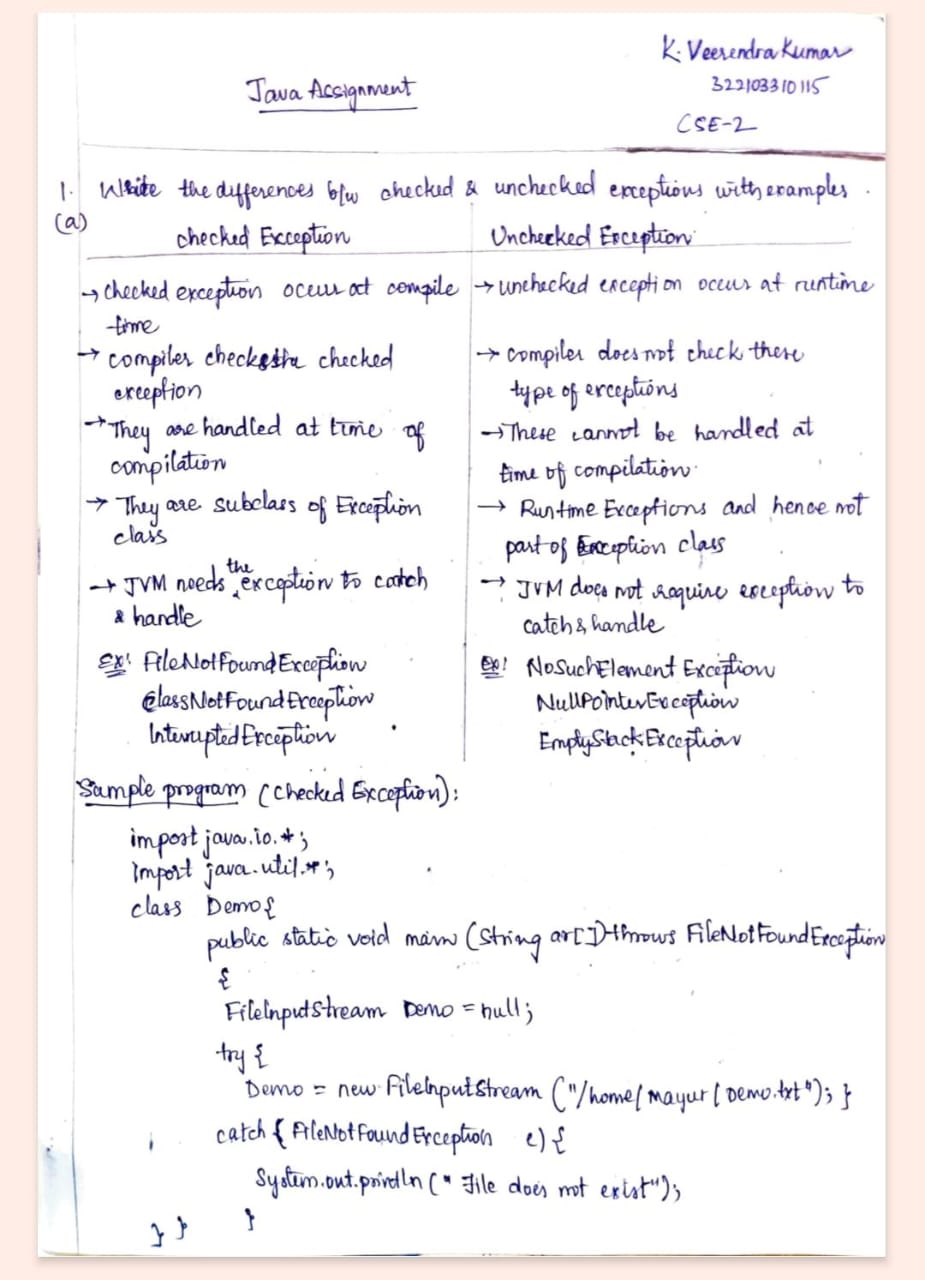 K. Veerendra Kumar
Java Assignment
322103310115
CSE-2
1. Write the differences b/w checked & unchecked exceptions with examples.
(a)
checked Exception
→ checked exception occur at compile
time
→ compiler checks the checked
exception
→ They are handled at time of
compilation
→ They are subclass of Exception
class
→ JVM needs the exception to catch
& handle
Ex: FileNotFoundException
ClassNotFoundException
InterruptedException
Unchecked Exception
→ unchecked exception occur at runtime
→ compiler does not check these
type of exceptions
→ These cannot be handled at
time of compilation.
→ Runtime Exceptions and hence not
part of Exception class
→ JVM does not require exception to
catch & handle
Ex: NoSuchElement Exception
NullPointerException
EmptyStackException
Sample program (checked Exception):
import java.io.*;
import java.util.*;
class Demo{
public static void main (String ar[]) throws FileNotFoundException
{
FileInputStream Demo = null;
try {
Demo = new FileInputStream ("/home/mayur/Demo.txt"); }
catch { FileNotFoundException e) {
System.out.println (" File does not exist");
} } }